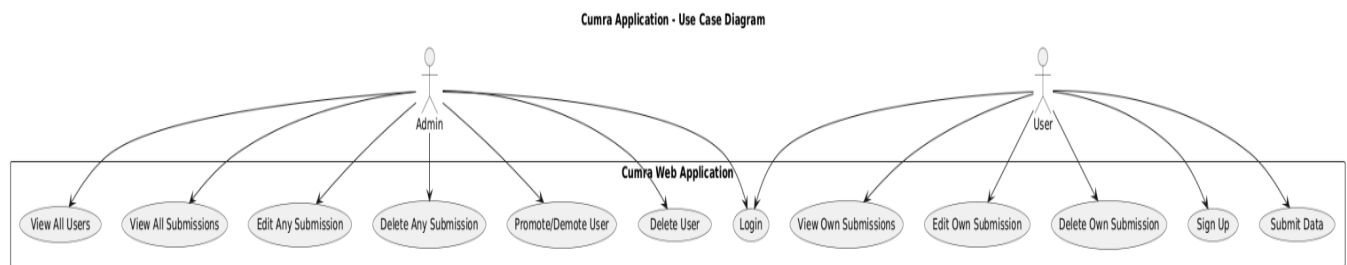 Cumra Application - Use Case Diagram
Admin
User
Cumra Web Application
View All Users
View All Submissions
Edit Any Submission
Delete Any Submission
Promote/Demote User
Delete User
Login
View Own Submissions
Edit Own Submission
Delete Own Submission
Sign Up
Submit Data